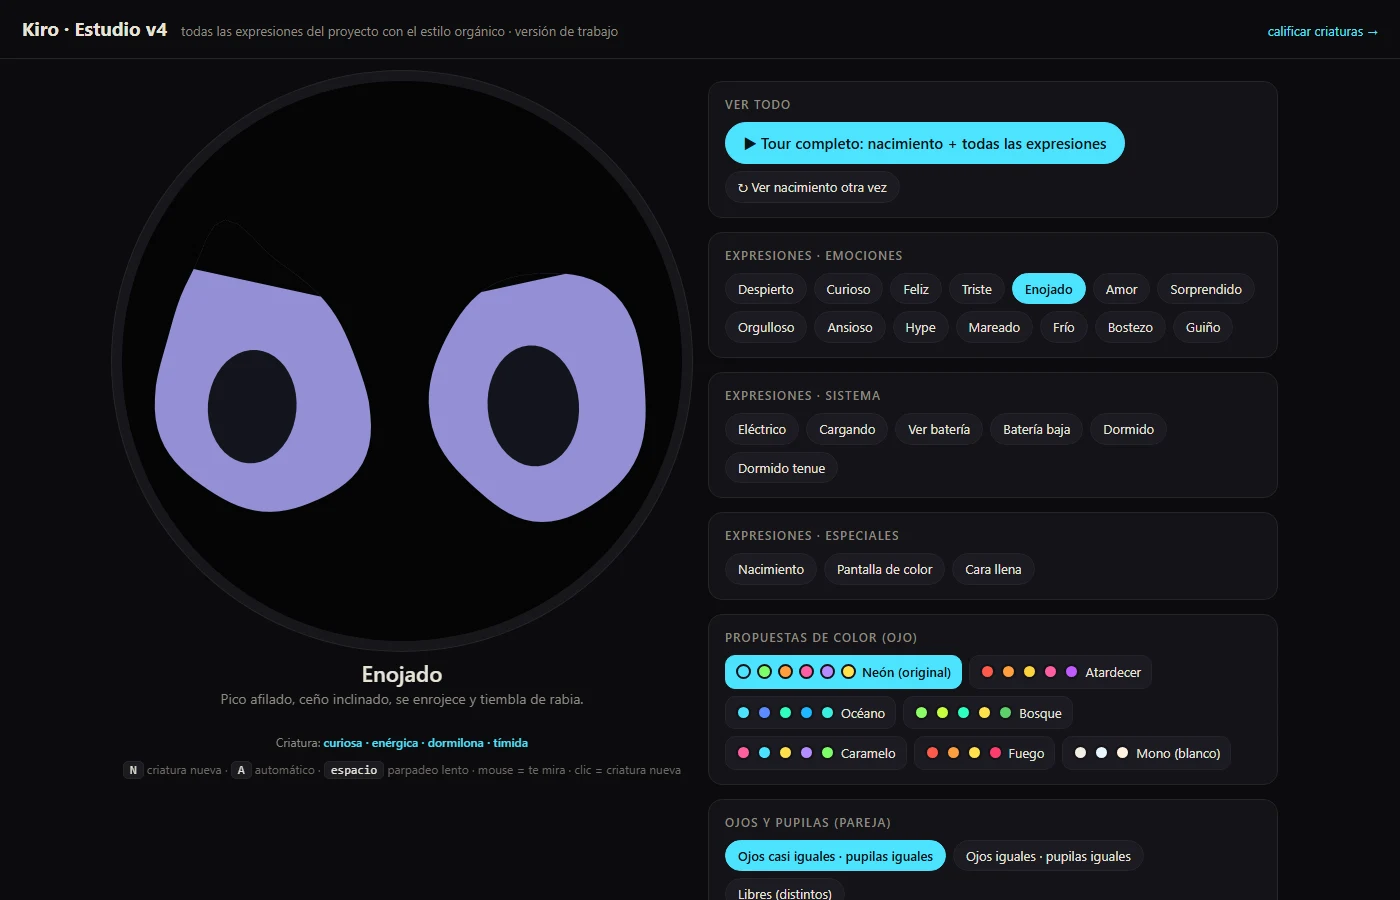 Kiro · Estudio v4 todas las expresiones del proyecto con el estilo orgánico · versión de trabajo
calificar criaturas →
Enojado
Pico afilado, ceño inclinado, se enrojece y tiembla de rabia.
Criatura: curiosa · enérgica · dormilona · tímida
N criatura nueva · A automático · espacio parpadeo lento · mouse = te mira · clic = criatura nueva
VER TODO
▶ Tour completo: nacimiento + todas las expresiones
↻ Ver nacimiento otra vez
EXPRESIONES · EMOCIONES
Despierto Curioso Feliz Triste Enojado Amor Sorprendido
Orgulloso Ansioso Hype Mareado Frío Bostezo Guiño
EXPRESIONES · SISTEMA
Eléctrico Cargando Ver batería Batería baja Dormido
Dormido tenue
EXPRESIONES · ESPECIALES
Nacimiento Pantalla de color Cara llena
PROPUESTAS DE COLOR (OJO)
Neón (original) Atardecer
Océano Bosque
Caramelo Fuego Mono (blanco)
OJOS Y PUPILAS (PAREJA)
Ojos casi iguales · pupilas iguales Ojos iguales · pupilas iguales
Libres (distintos)